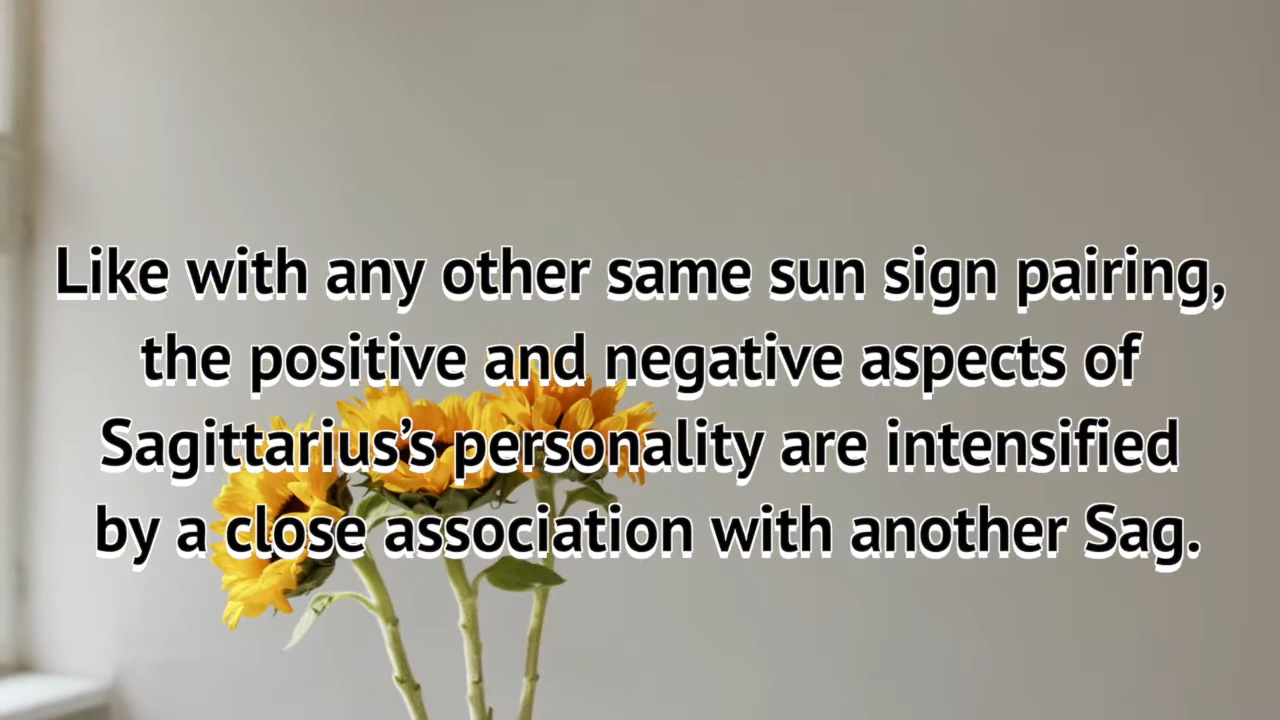 Like with any other same sun sign pairing,
the positive and negative aspects of
Sagittarius’s personality are intensified
by a close association with another Sag.